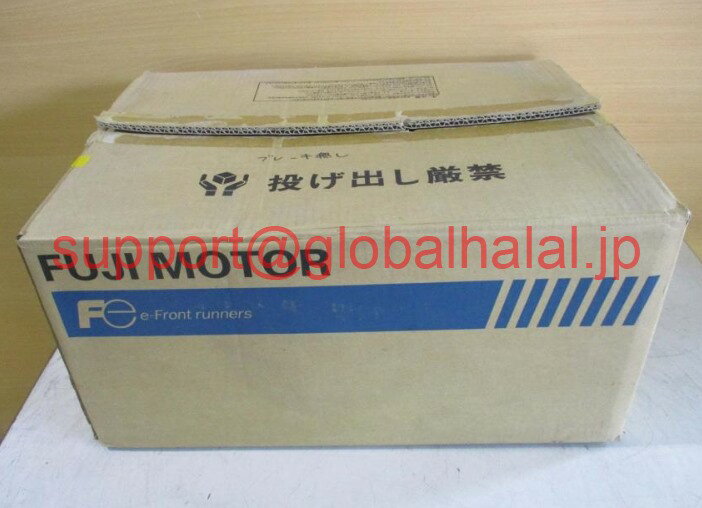 ブレーキ無し
投げ出し厳禁
support@globalhalal.jp
FUJI MOTOR
Fe e-Front runners